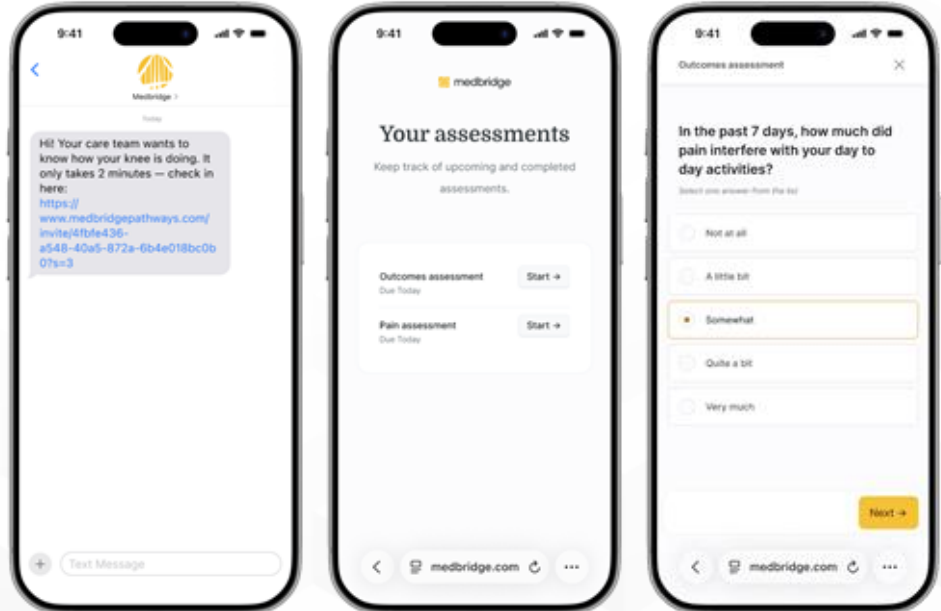 9:41
Medbridge >
Today
Hi! Your care team wants to
know how your knee is doing. It
only takes 2 minutes — check in
here:
https://
www.medbridgepathways.com/
invite/4fbfe436-
a548-40a5-872a-6b4e018bc0b
0?s=3
Text Message
9:41
medbridge
Your assessments
Keep track of upcoming and completed
assessments.
Outcomes assessment
Due Today
Start →
Pain assessment
Due Today
Start →
medbridge.com
9:41
Outcomes assessment
In the past 7 days, how much did
pain interfere with your day to
day activities?
Select one answer from the list
Not at all
A little bit
Somewhat
Quite a bit
Very much
Next →
medbridge.com